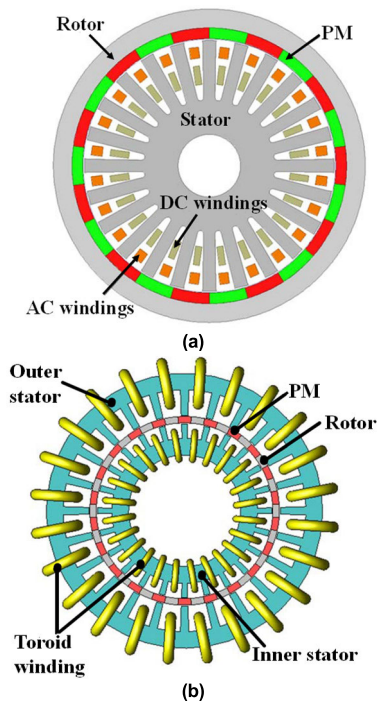 Rotor
PM
Stator
DC windings
AC windings
(a)
Outer
stator
PM
Rotor
Toroid
winding
Inner stator
(b)